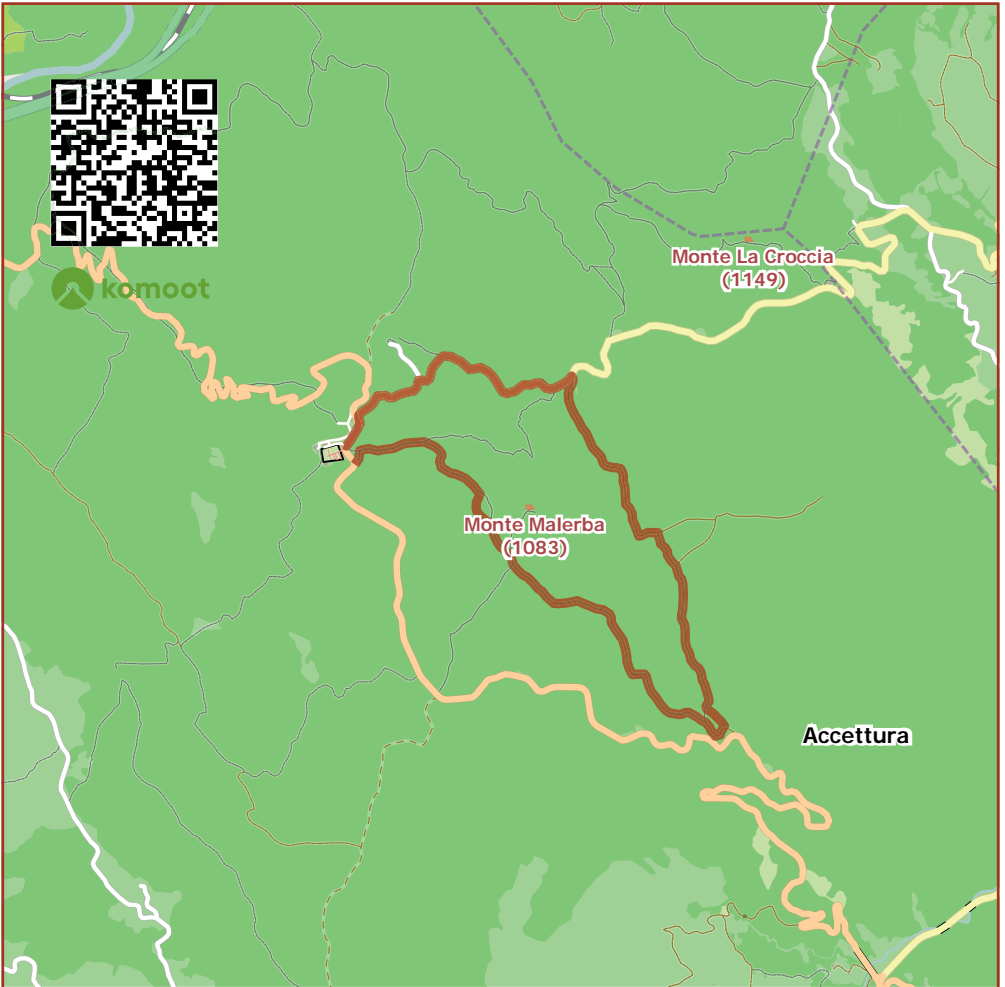 komoot
Monte La Croccia
(1149)
Monte Malerba
(1083)
Accettura